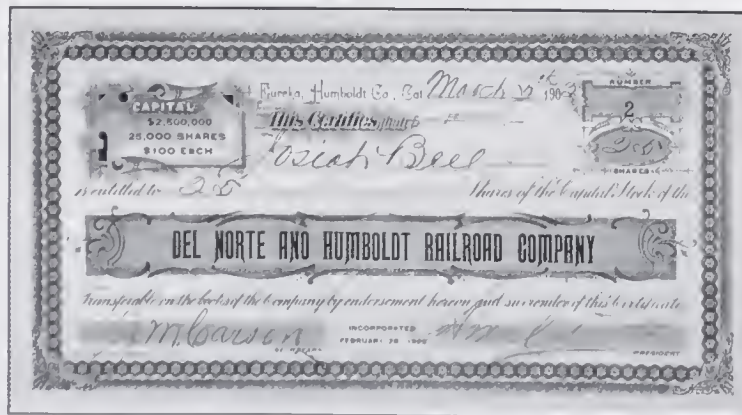 Eureka, Humboldt Co., Cal March 190
NUMBER
CAPITAL
$2,500,000
25,000 SHARES
$100 EACH
2
This Certifies that
Josiah Bell
25
SHARES
is entitled to 25 Shares of the Capital Stock of the
DEL NORTE AND HUMBOLDT RAILROAD COMPANY
Transferable on the books of the Company by endorsement hereon and surrender of this Certificate
M. Carson
INCORPORATED
FEBRUARY
PRESIDENT